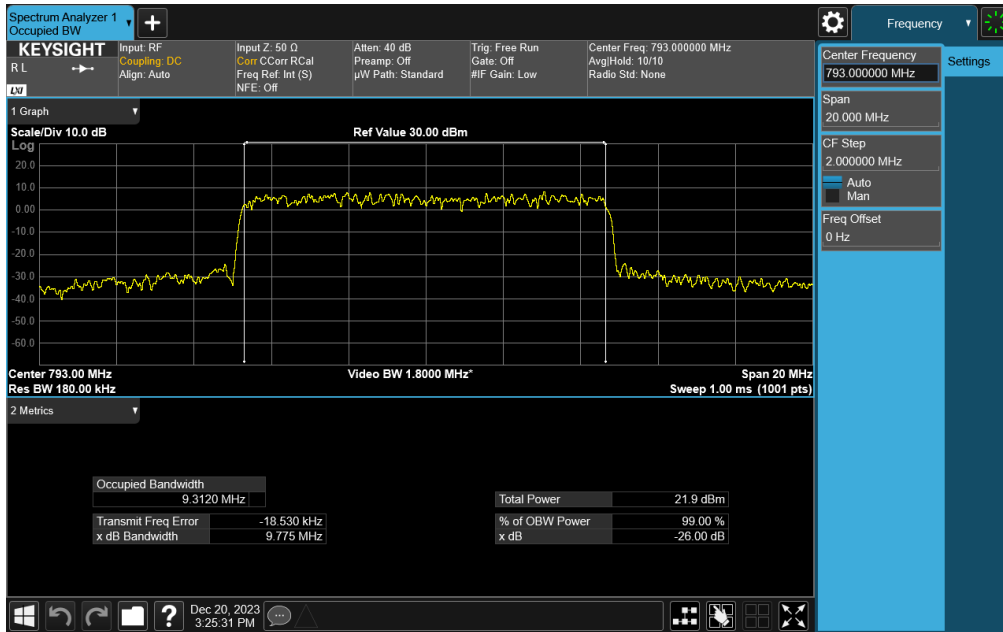 Spectrum Analyzer 1
Occupied BW
Frequency
KEYSIGHT
R L
LXI
Input: RF
Coupling: DC
Align: Auto
Input Z: 50 Ω
Corr CCorr RCal
Freq Ref: Int (S)
NFE: Off
Atten: 40 dB
Preamp: Off
µW Path: Standard
Trig: Free Run
Gate: Off
#IF Gain: Low
Center Freq: 793.000000 MHz
Avg|Hold: 10/10
Radio Std: None
Center Frequency
793.000000 MHz
Settings
Span
20.000 MHz
CF Step
2.000000 MHz
Auto
Man
Freq Offset
0 Hz
1 Graph
Scale/Div 10.0 dB
Ref Value 30.00 dBm
Log
20.0
10.0
0.00
-10.0
-20.0
-30.0
-40.0
-50.0
-60.0
Center 793.00 MHz
Video BW 1.8000 MHz*
Span 20 MHz
Res BW 180.00 kHz
Sweep 1.00 ms (1001 pts)
2 Metrics
Occupied Bandwidth
9.3120 MHz
Total Power 21.9 dBm
Transmit Freq Error -18.530 kHz
% of OBW Power 99.00 %
x dB Bandwidth 9.775 MHz
x dB -26.00 dB
?
Dec 20, 2023
3:25:31 PM